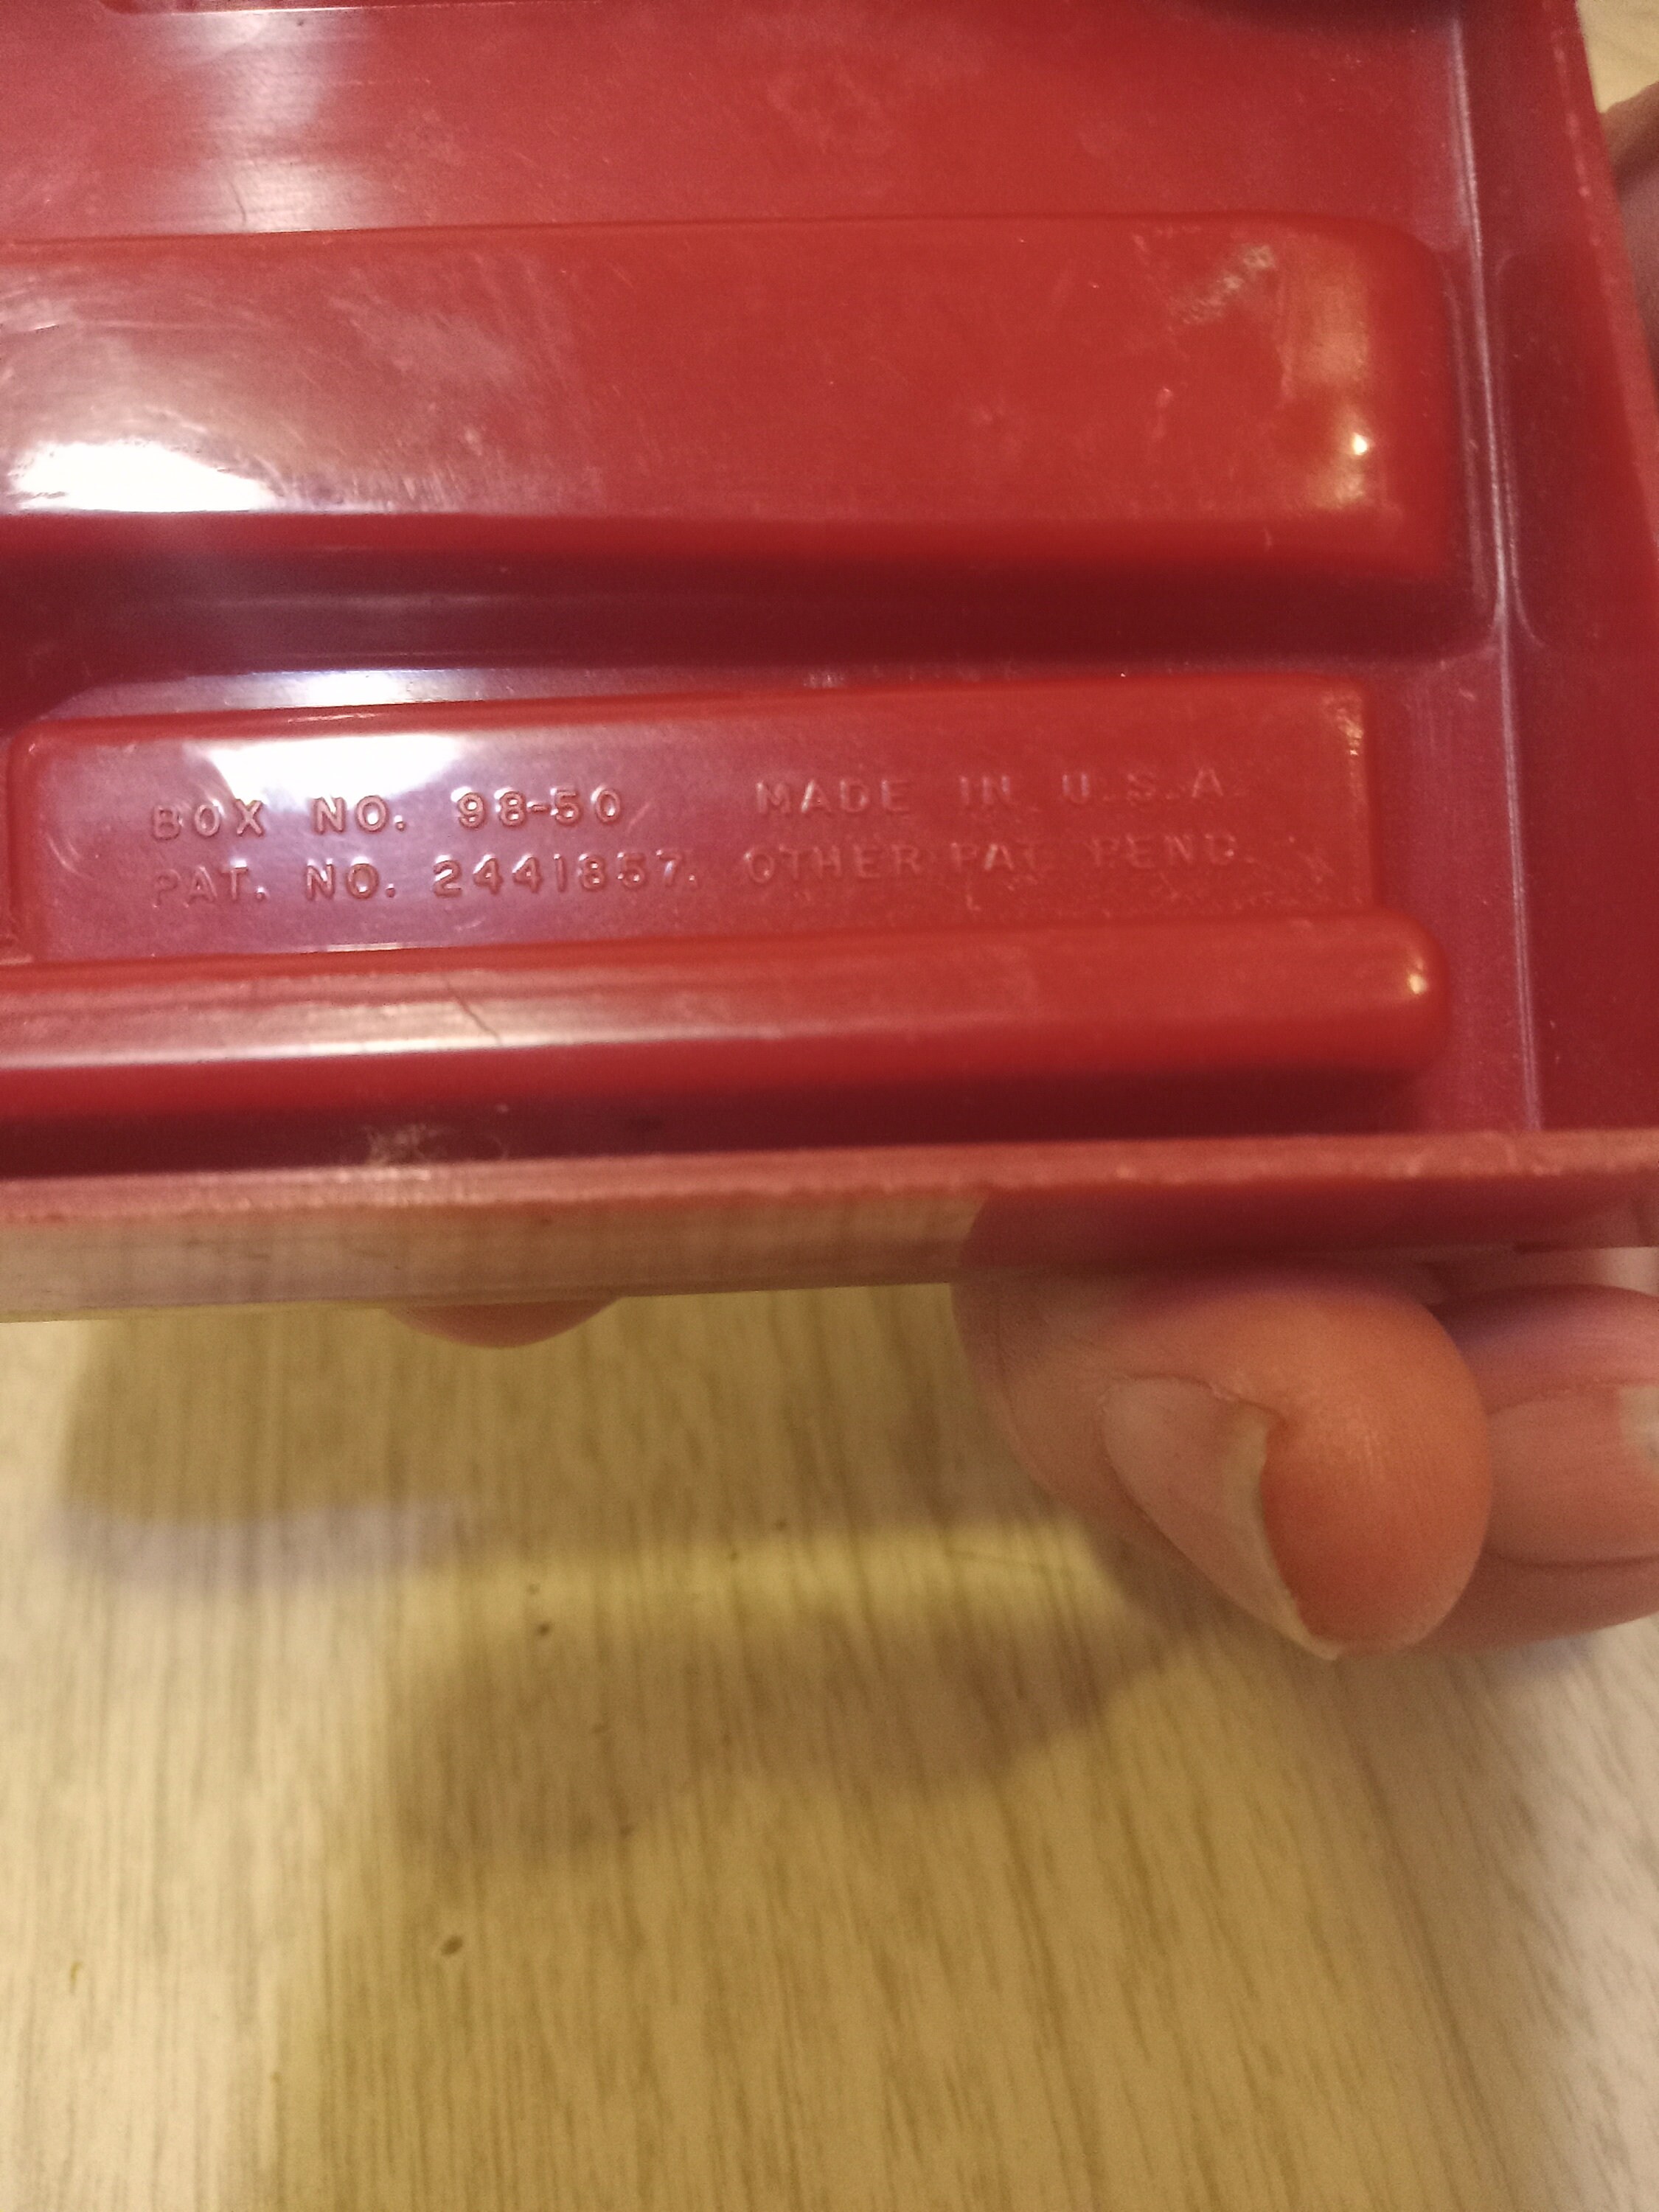 BOX NO. 98-50 MADE IN U.S.A.
PAT. NO. 2441857. OTHER PAT. PEND.